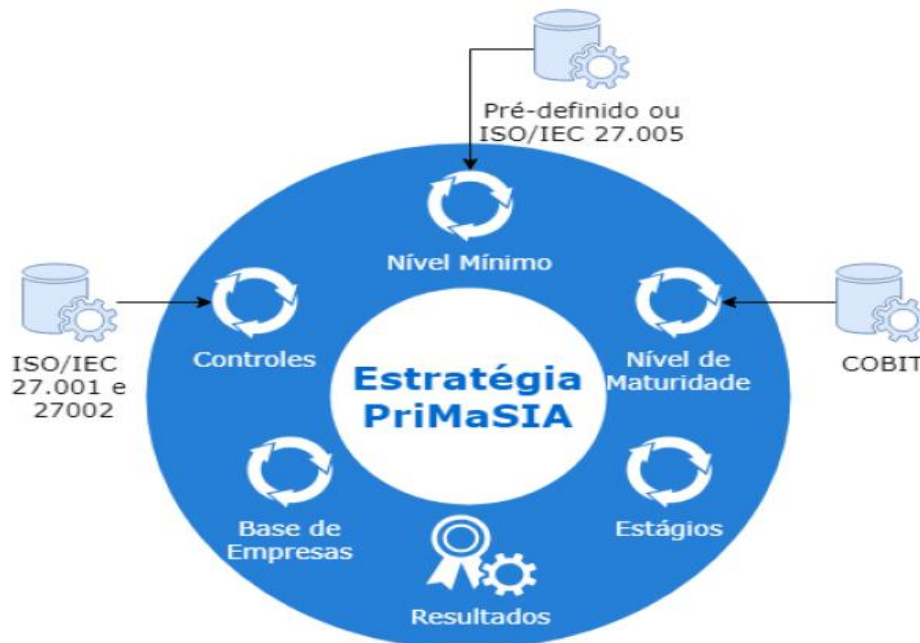 Pré-definido ou
ISO/IEC 27.005
Nível Mínimo
ISO/IEC
27.001 e
27002
Controles
Nível de
Maturidade
COBIT
Estratégia
PriMaSIA
Base de
Empresas
Estágios
Resultados